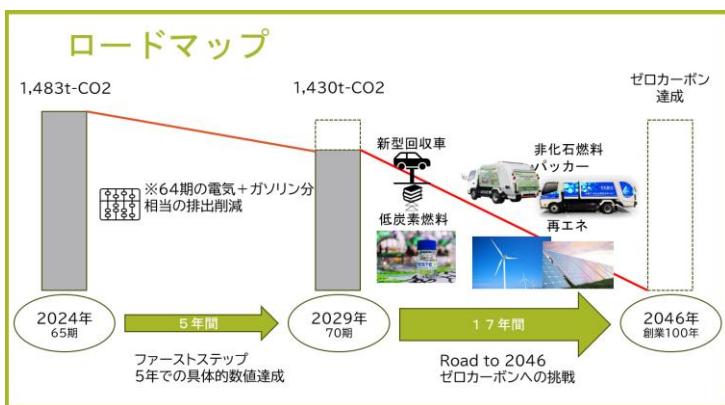 ロードマップ
1,483t-CO2
1,430t-CO2
ゼロカーボン
達成
新型回収車
非化石燃料
パッカー
※64期の電気+ガソリン分
相当の排出削減
低炭素燃料
再エネ
2024年
65期
5年間
2029年
70期
17年間
2046年
創業100年
ファーストステップ
5年での具体的数値達成
Road to 2046
ゼロカーボンへの挑戦